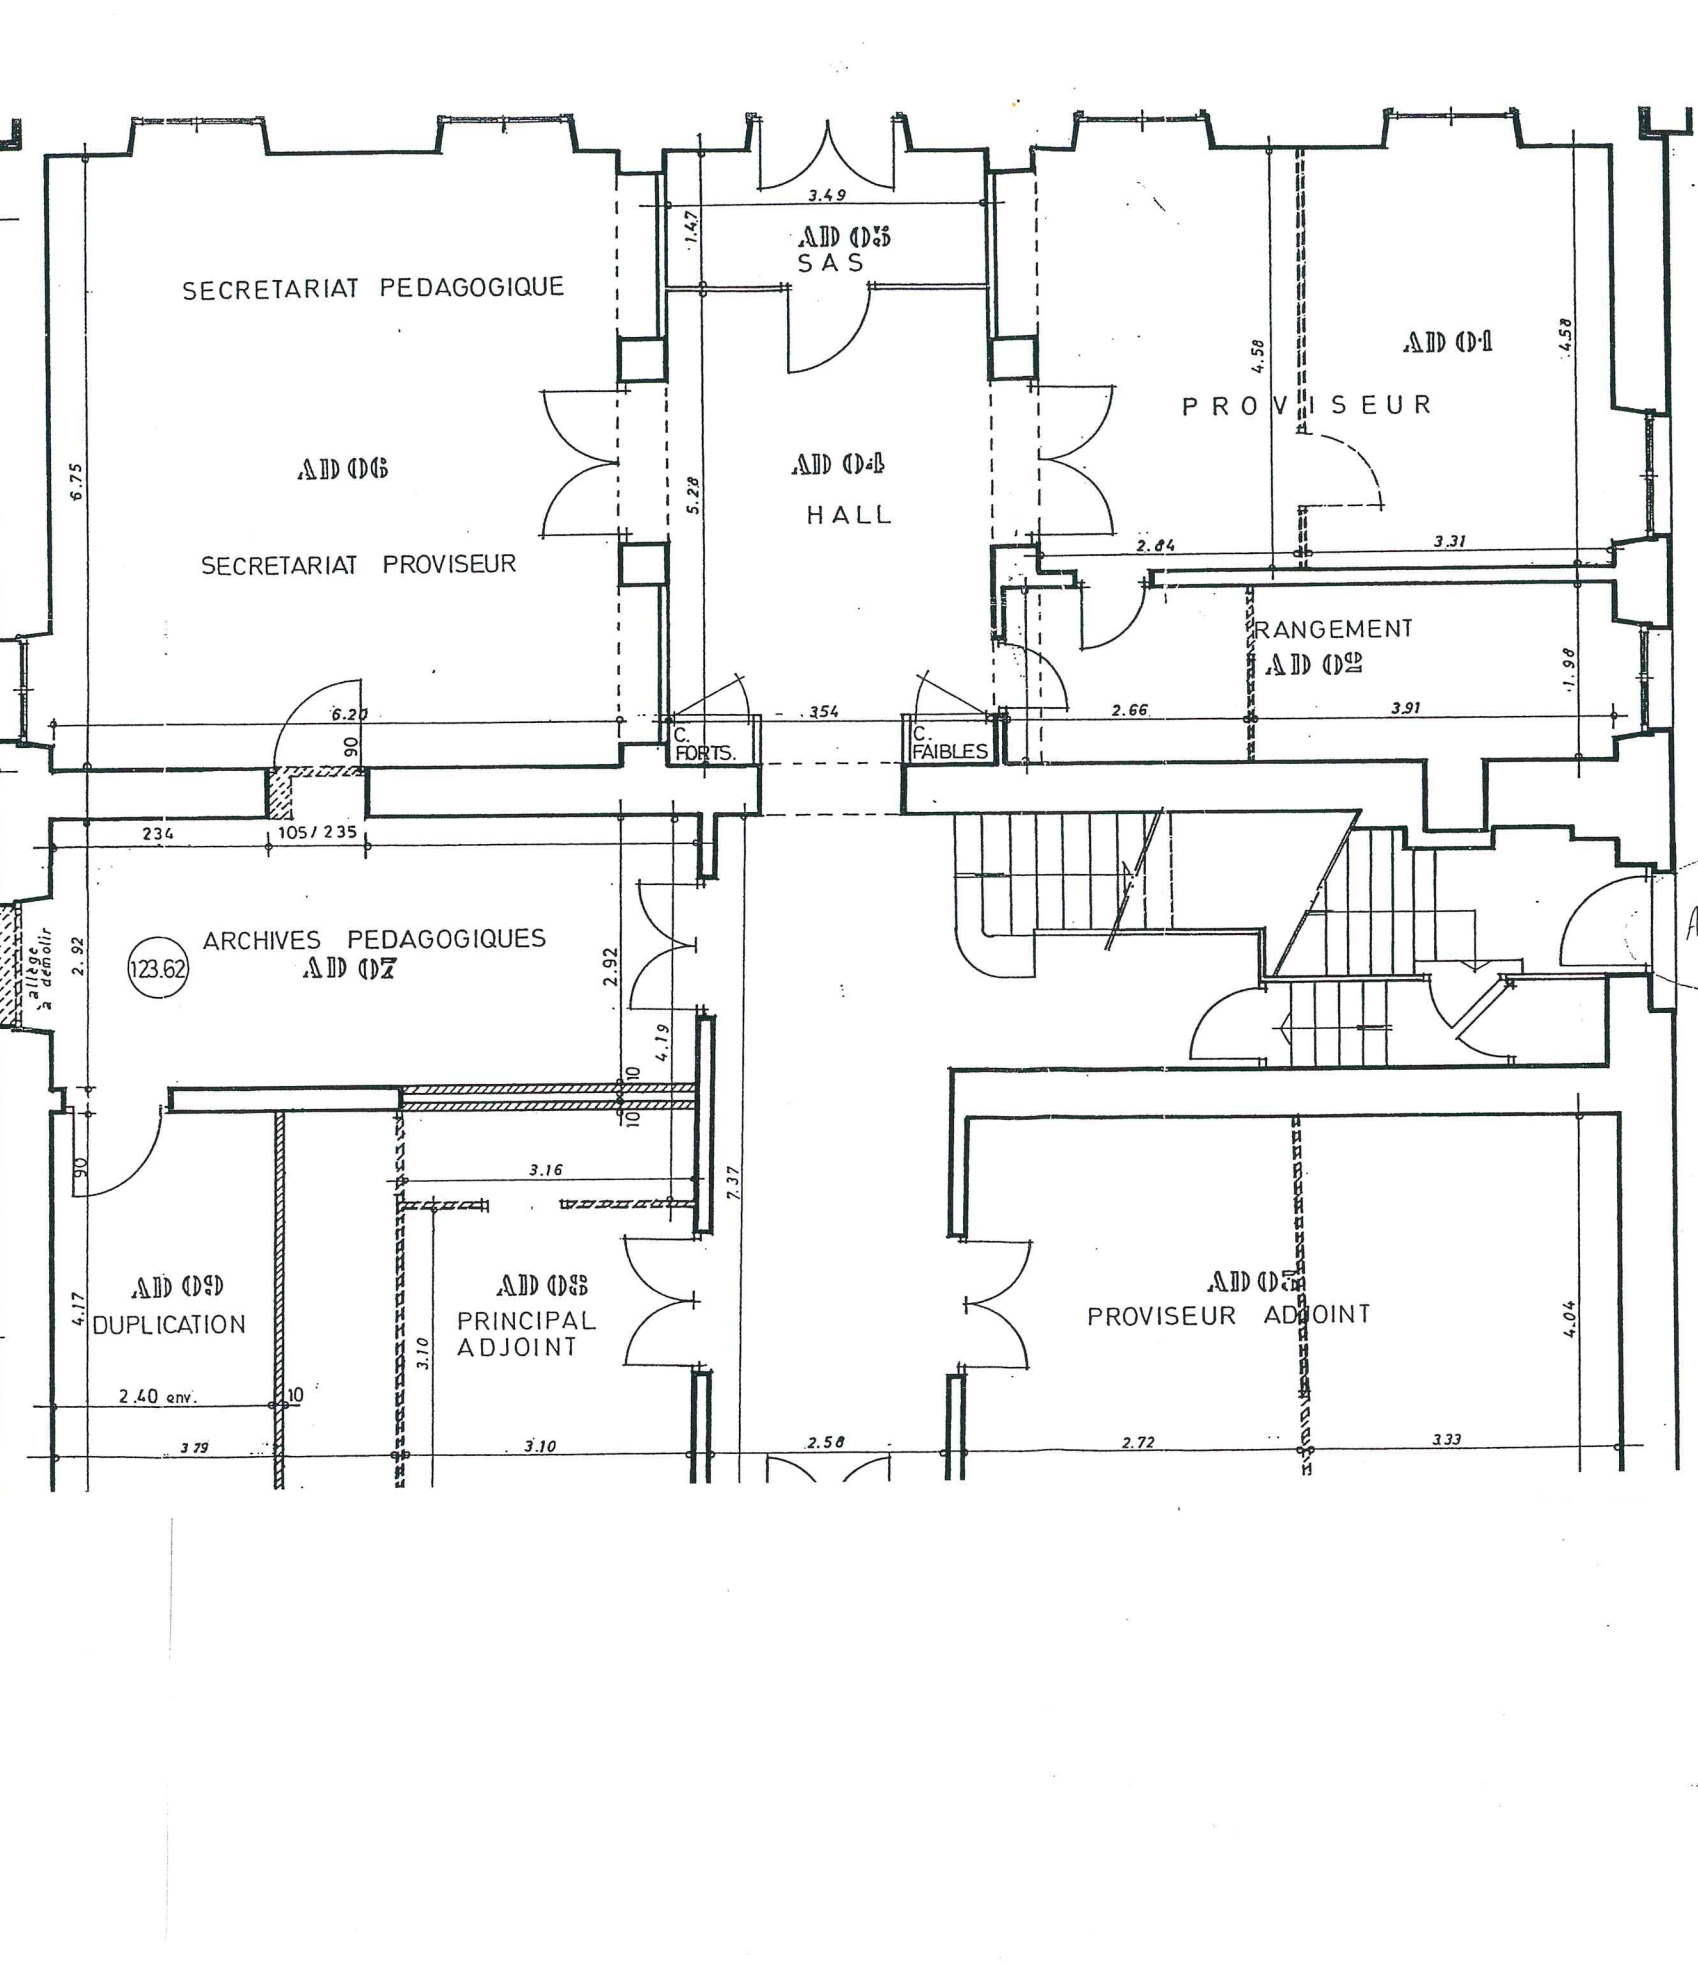 3.49
1.47
AD 03
SAS
SECRETARIAT PEDAGOGIQUE
4.58
4.58
AD 01
PROVISEUR
6.75
AD 06
AD 04
5.28
HALL
2.84
3.31
SECRETARIAT PROVISEUR
RANGEMENT
AD 02
1.98
6.20
90
354
2.66
3.91
C.
FORTS.
C.
FAIBLES
234
105 / 235
allège
à démolir
2.92
ARCHIVES PEDAGOGIQUES
123.62
AD 07
2.92
4.19
10
10
90
3.16
7.37
AD 09
DUPLICATION
4.17
AD 08
PRINCIPAL
ADJOINT
3.10
AD 05
PROVISEUR ADJOINT
4.04
2.40 env.
10
3.79
3.10
2.58
2.72
3.33